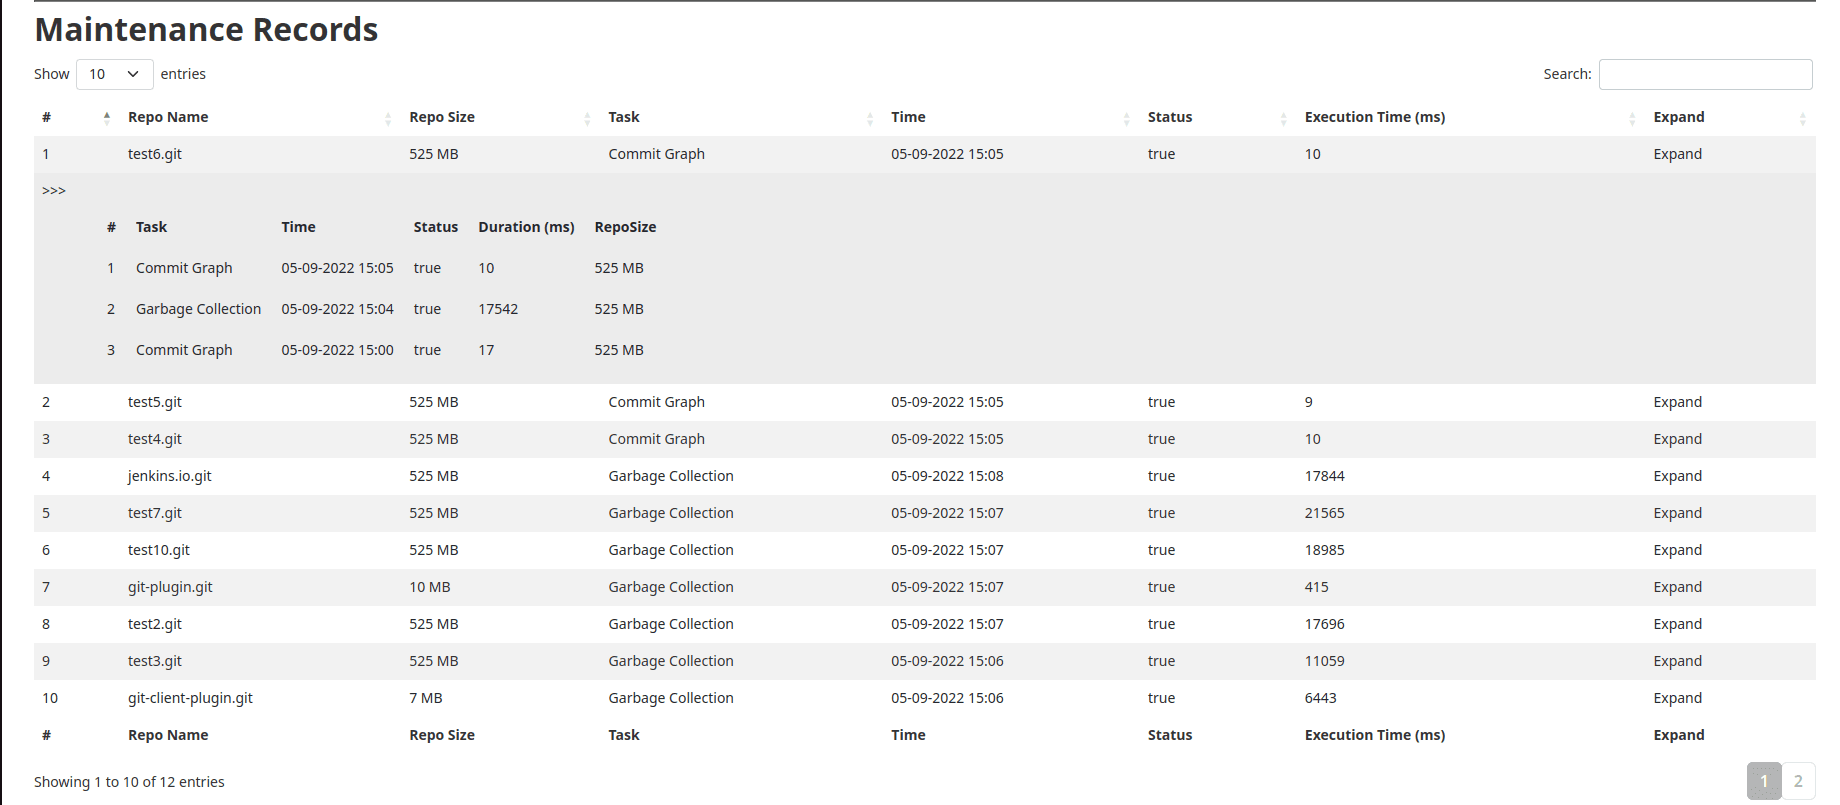 Maintenance Records
Show 10 entries Search:
# Repo Name Repo Size Task Time Status Execution Time (ms) Expand
1 test6.git 525 MB Commit Graph 05-09-2022 15:05 true 10 Expand
>>>
# Task Time Status Duration (ms) RepoSize
1 Commit Graph 05-09-2022 15:05 true 10 525 MB
2 Garbage Collection 05-09-2022 15:04 true 17542 525 MB
3 Commit Graph 05-09-2022 15:00 true 17 525 MB
2 test5.git 525 MB Commit Graph 05-09-2022 15:05 true 9 Expand
3 test4.git 525 MB Commit Graph 05-09-2022 15:05 true 10 Expand
4 jenkins.io.git 525 MB Garbage Collection 05-09-2022 15:08 true 17844 Expand
5 test7.git 525 MB Garbage Collection 05-09-2022 15:07 true 21565 Expand
6 test10.git 525 MB Garbage Collection 05-09-2022 15:07 true 18985 Expand
7 git-plugin.git 10 MB Garbage Collection 05-09-2022 15:07 true 415 Expand
8 test2.git 525 MB Garbage Collection 05-09-2022 15:07 true 17696 Expand
9 test3.git 525 MB Garbage Collection 05-09-2022 15:06 true 11059 Expand
10 git-client-plugin.git 7 MB Garbage Collection 05-09-2022 15:06 true 6443 Expand
# Repo Name Repo Size Task Time Status Execution Time (ms) Expand
Showing 1 to 10 of 12 entries 1 2